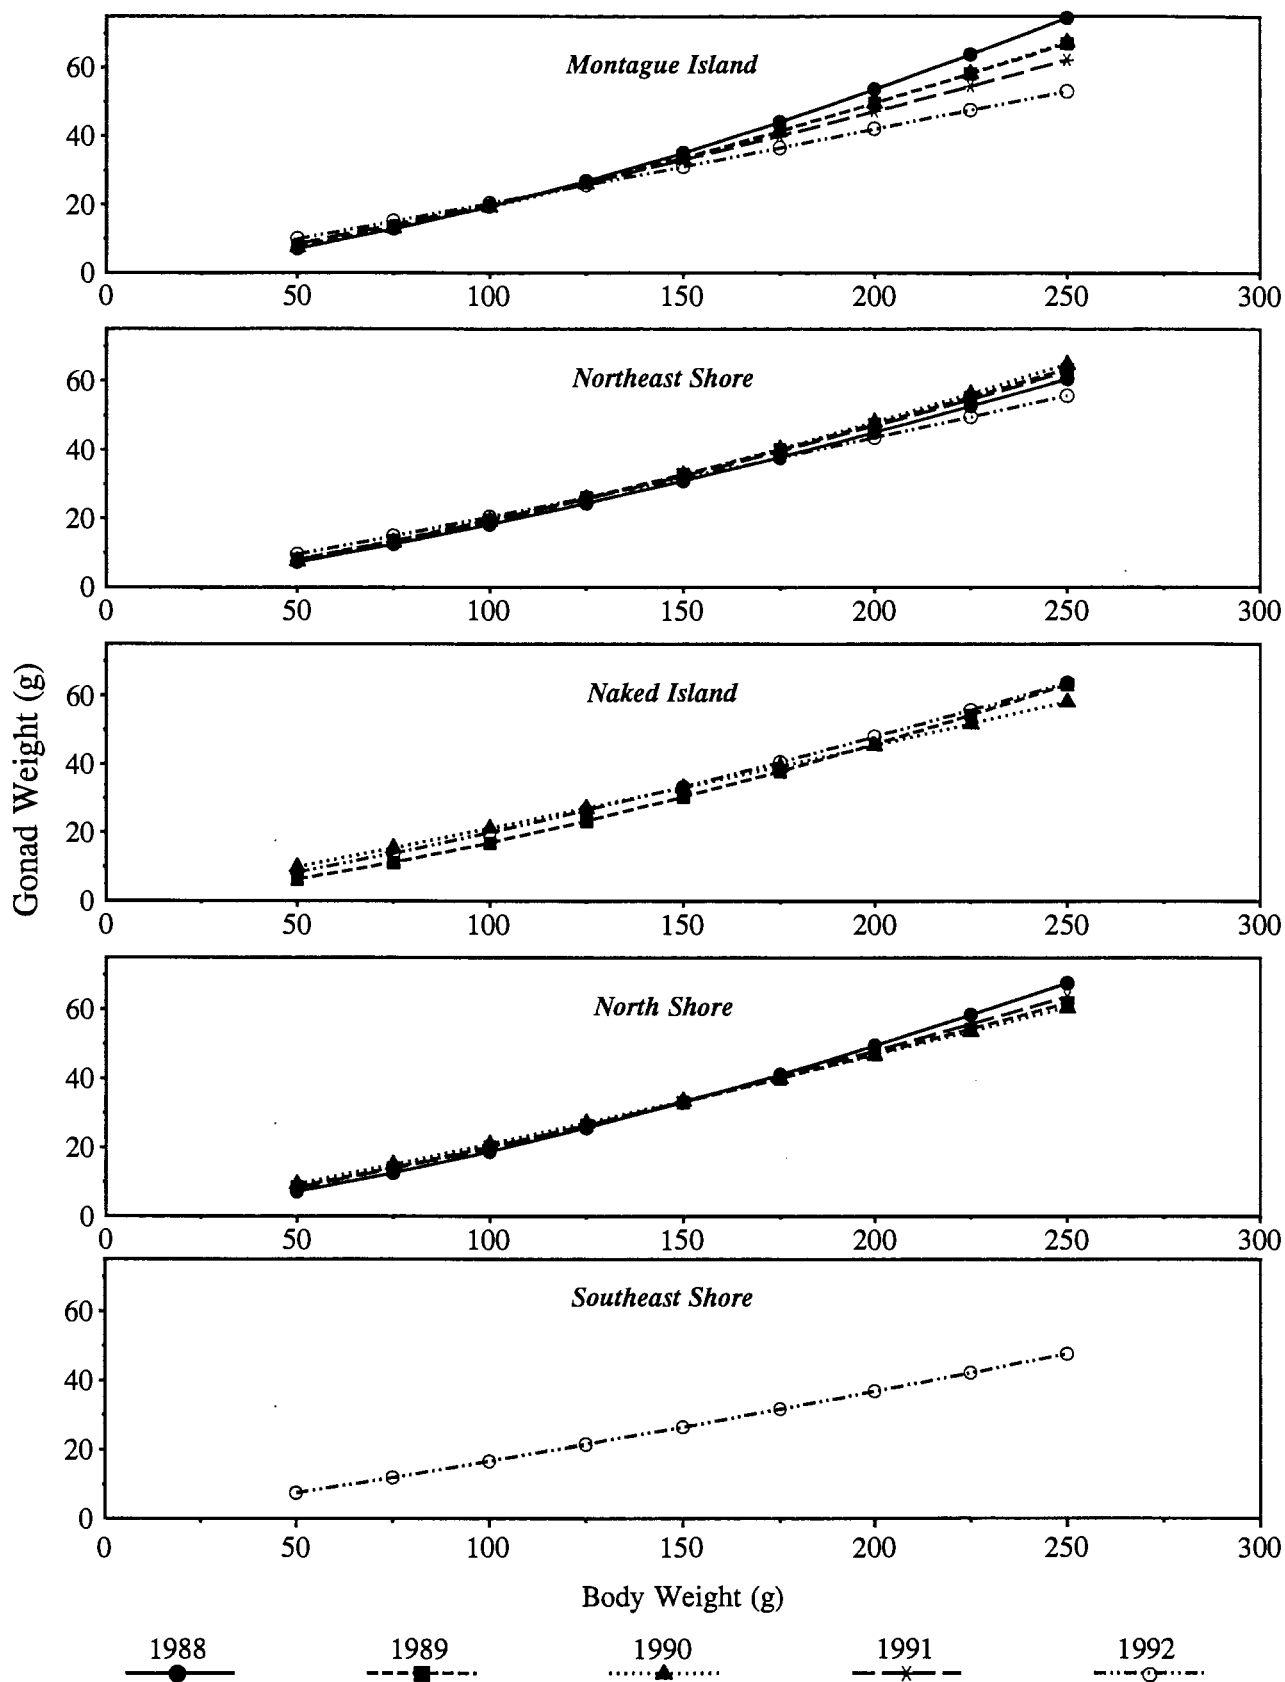 Montague Island
60
40
20
0
0 50 100 150 200 250 300
Northeast Shore
60
40
20
0
0 50 100 150 200 250 300
Naked Island
60
40
20
0
0 50 100 150 200 250 300
Gonad Weight (g)
North Shore
60
40
20
0
0 50 100 150 200 250 300
Southeast Shore
60
40
20
0
0 50 100 150 200 250 300
Body Weight (g)
1988 1989 1990 1991 1992